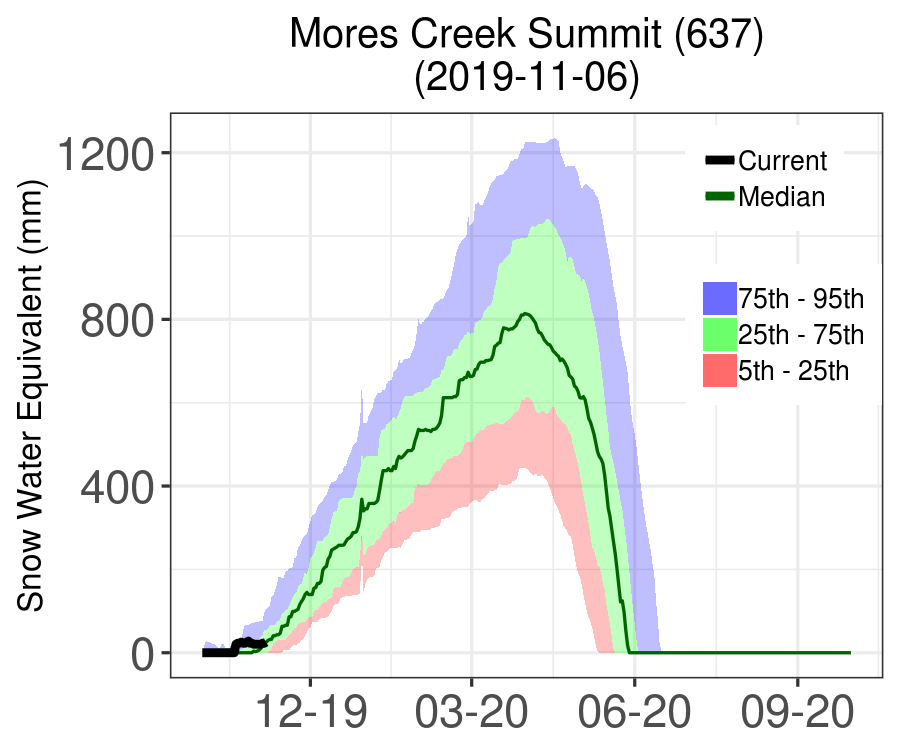 Mores Creek Summit (637)
(2019-11-06)
Snow Water Equivalent (mm)
1200
800
400
0
Current
Median
75th - 95th
25th - 75th
5th - 25th
12-19
03-20
06-20
09-20